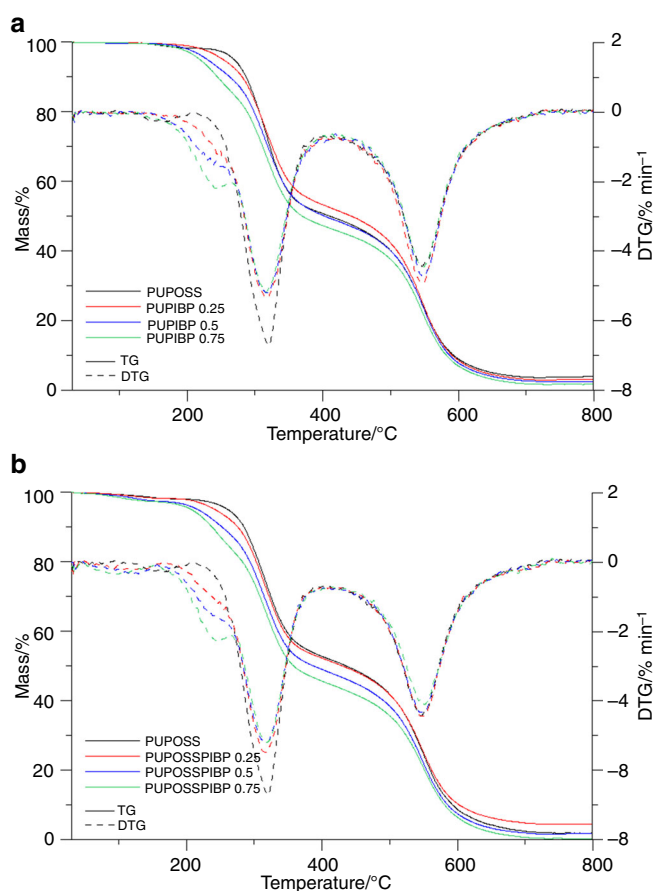 a
100
80
60
40
20
0
Mass/%
2
0
–2
–4
–6
–8
DTG/% min–1
PUPOSS
PUPIBP 0.25
PUPIBP 0.5
PUPIBP 0.75
TG
DTG
200
400
600
800
Temperature/°C
b
100
80
60
40
20
0
Mass/%
2
0
–2
–4
–6
–8
DTG/% min–1
PUPOSS
PUPOSSPIBP 0.25
PUPOSSPIBP 0.5
PUPOSSPIBP 0.75
TG
DTG
200
400
600
800
Temperature/°C